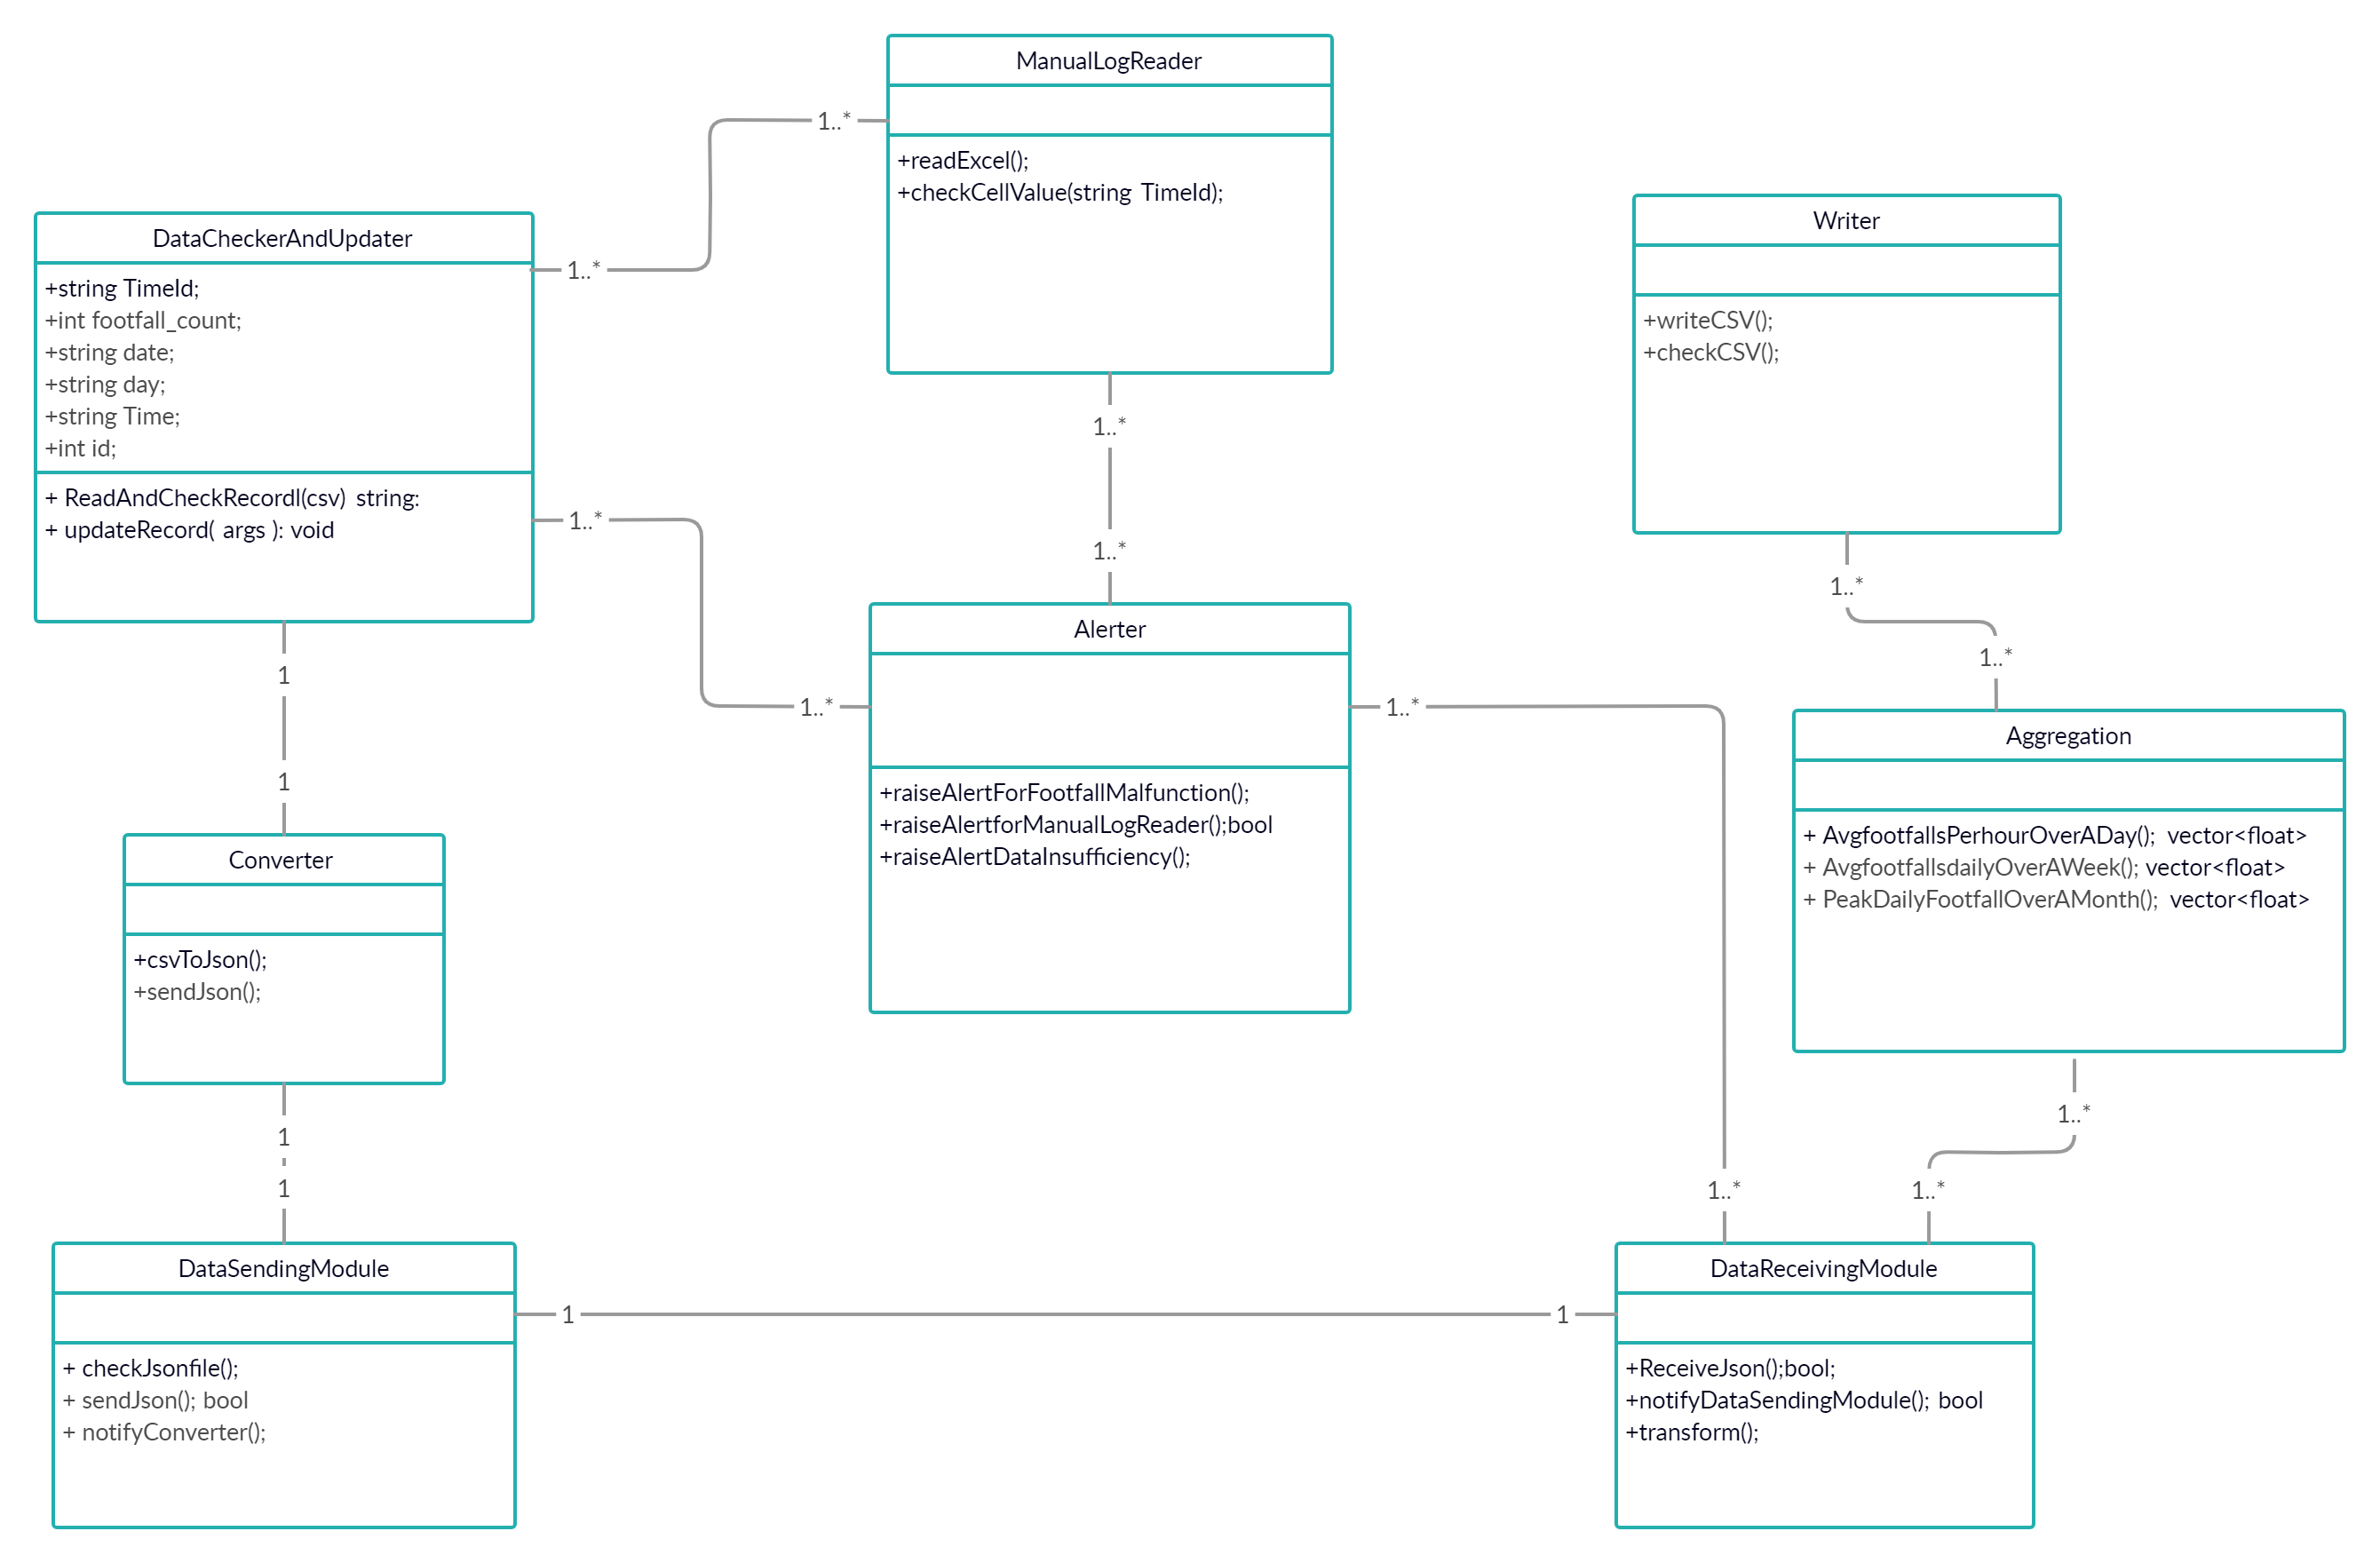 ManualLogReader
+readExcel();
+checkCellValue(string TimeId);
1..*
1..*
DataCheckerAndUpdater
+string TimeId;
+int footfall_count;
+string date;
+string day;
+string Time;
+int id;
+ ReadAndCheckRecordl(csv) string:
+ updateRecord( args ): void
Writer
+writeCSV();
+checkCSV();
1..*
1..*
1..*
1..*
1..*
1..*
Alerter
+raiseAlertForFootfallMalfunction();
+raiseAlertforManualLogReader();bool
+raiseAlertDataInsufficiency();
1..*
1
1
Converter
+csvToJson();
+sendJson();
Aggregation
+ AvgfootfallsPerhourOverADay(); vector<float>
+ AvgfootfallsdailyOverAWeek(); vector<float>
+ PeakDailyFootfallOverAMonth(); vector<float>
1..*
1..*
1..*
1
1
DataSendingModule
+ checkJsonfile();
+ sendJson(); bool
+ notifyConverter();
1
1
DataReceivingModule
+ReceiveJson();bool;
+notifyDataSendingModule(); bool
+transform();